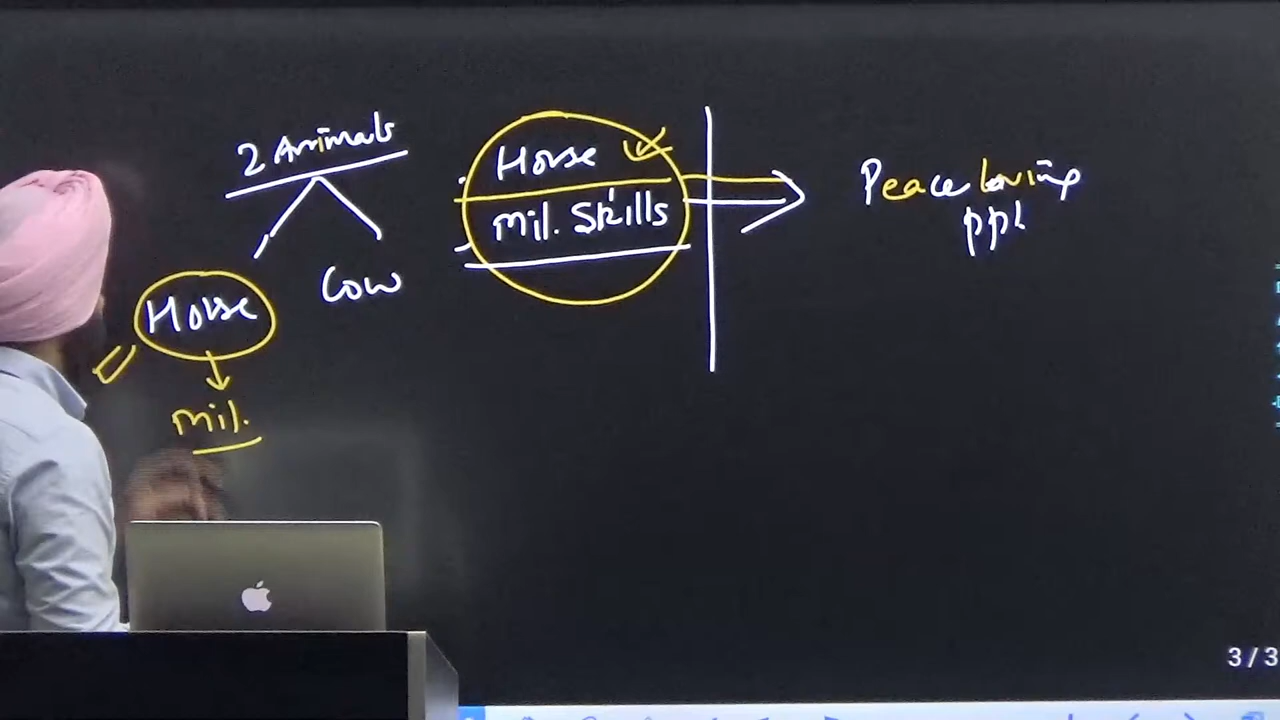 2 Animals
Horse
Cow
Mil.
Horse
Mil. Skills
Peace Loving
ppl
3/3